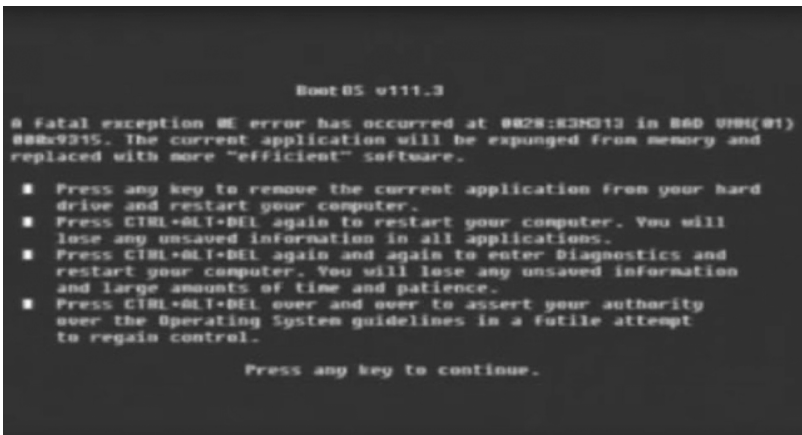 BootOS v111.3
A fatal exception 0E error has occurred at 0028:83H313 in BAD VMM(01)
000x9315. The current application will be expunged from memory and
replaced with more "efficient" software.
Press any key to remove the current application from your hard
drive and restart your computer.
Press CTRL+ALT+DEL again to restart your computer. You will
lose any unsaved information in all applications.
Press CTRL+ALT+DEL again and again to enter Diagnostics and
restart your computer. You will lose any unsaved information
and large amounts of time and patience.
Press CTRL+ALT+DEL over and over to assert your authority
over the Operating System guidelines in a futile attempt
to regain control.
Press any key to continue.